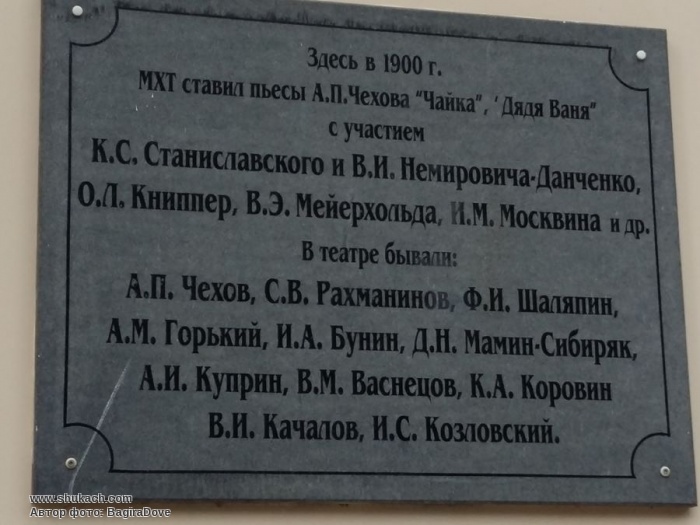 Здесь в 1900 г.
МХТ ставил пьесы А.П.Чехова "Чайка", 'Дядя Ваня"
с участием
К.С. Станиславского и В.И. Немировича-Данченко,
О.Л. Книппер, В.Э. Мейерхольда, И.М. Москвина и др.
В театре бывали:
А.П. Чехов, С.В. Рахманинов, Ф.И. Шаляпин,
А.М. Горький, И.А. Бунин, Д.Н. Мамин-Сибиряк,
А.И. Куприн, В.М. Васнецов, К.А. Коровин
В.И. Качалов, И.С. Козловский.
www.shukach.com
Автор фото: BagiraDove